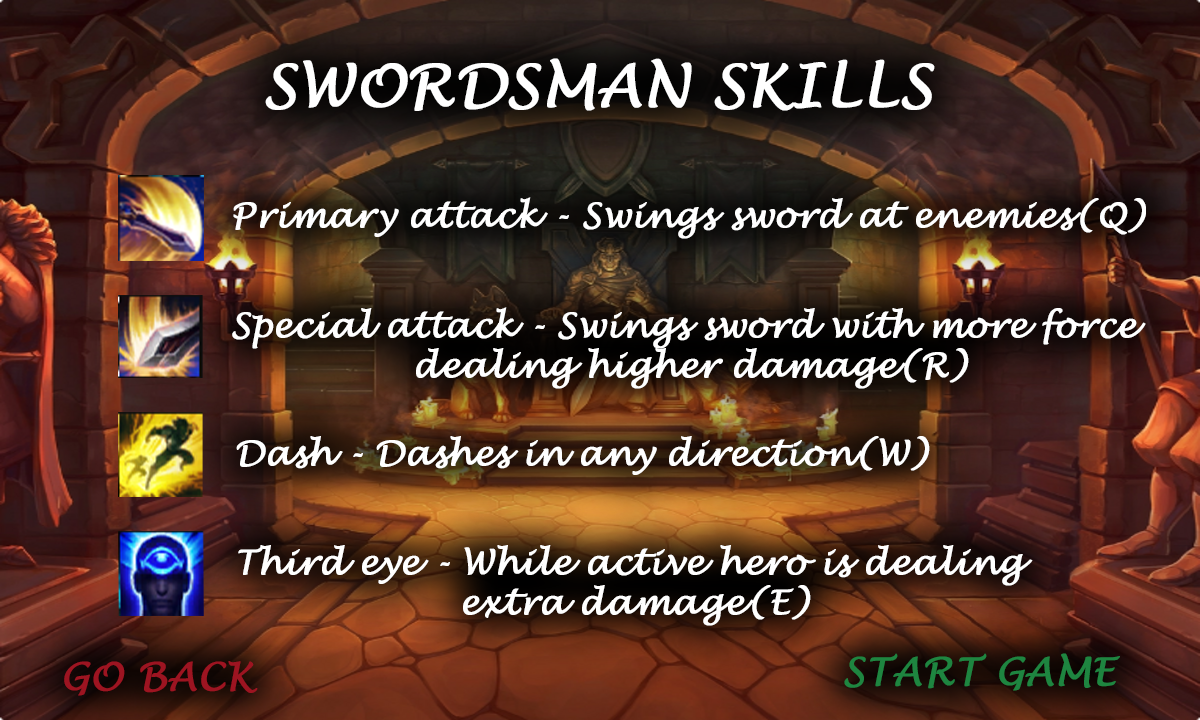 SWORDSMAN SKILLS
Primary attack - Swings sword at enemies(Q)
Special attack - Swings sword with more force
dealing higher damage(R)
Dash - Dashes in any direction(W)
Third eye - While active hero is dealing
extra damage(E)
GO BACK
START GAME